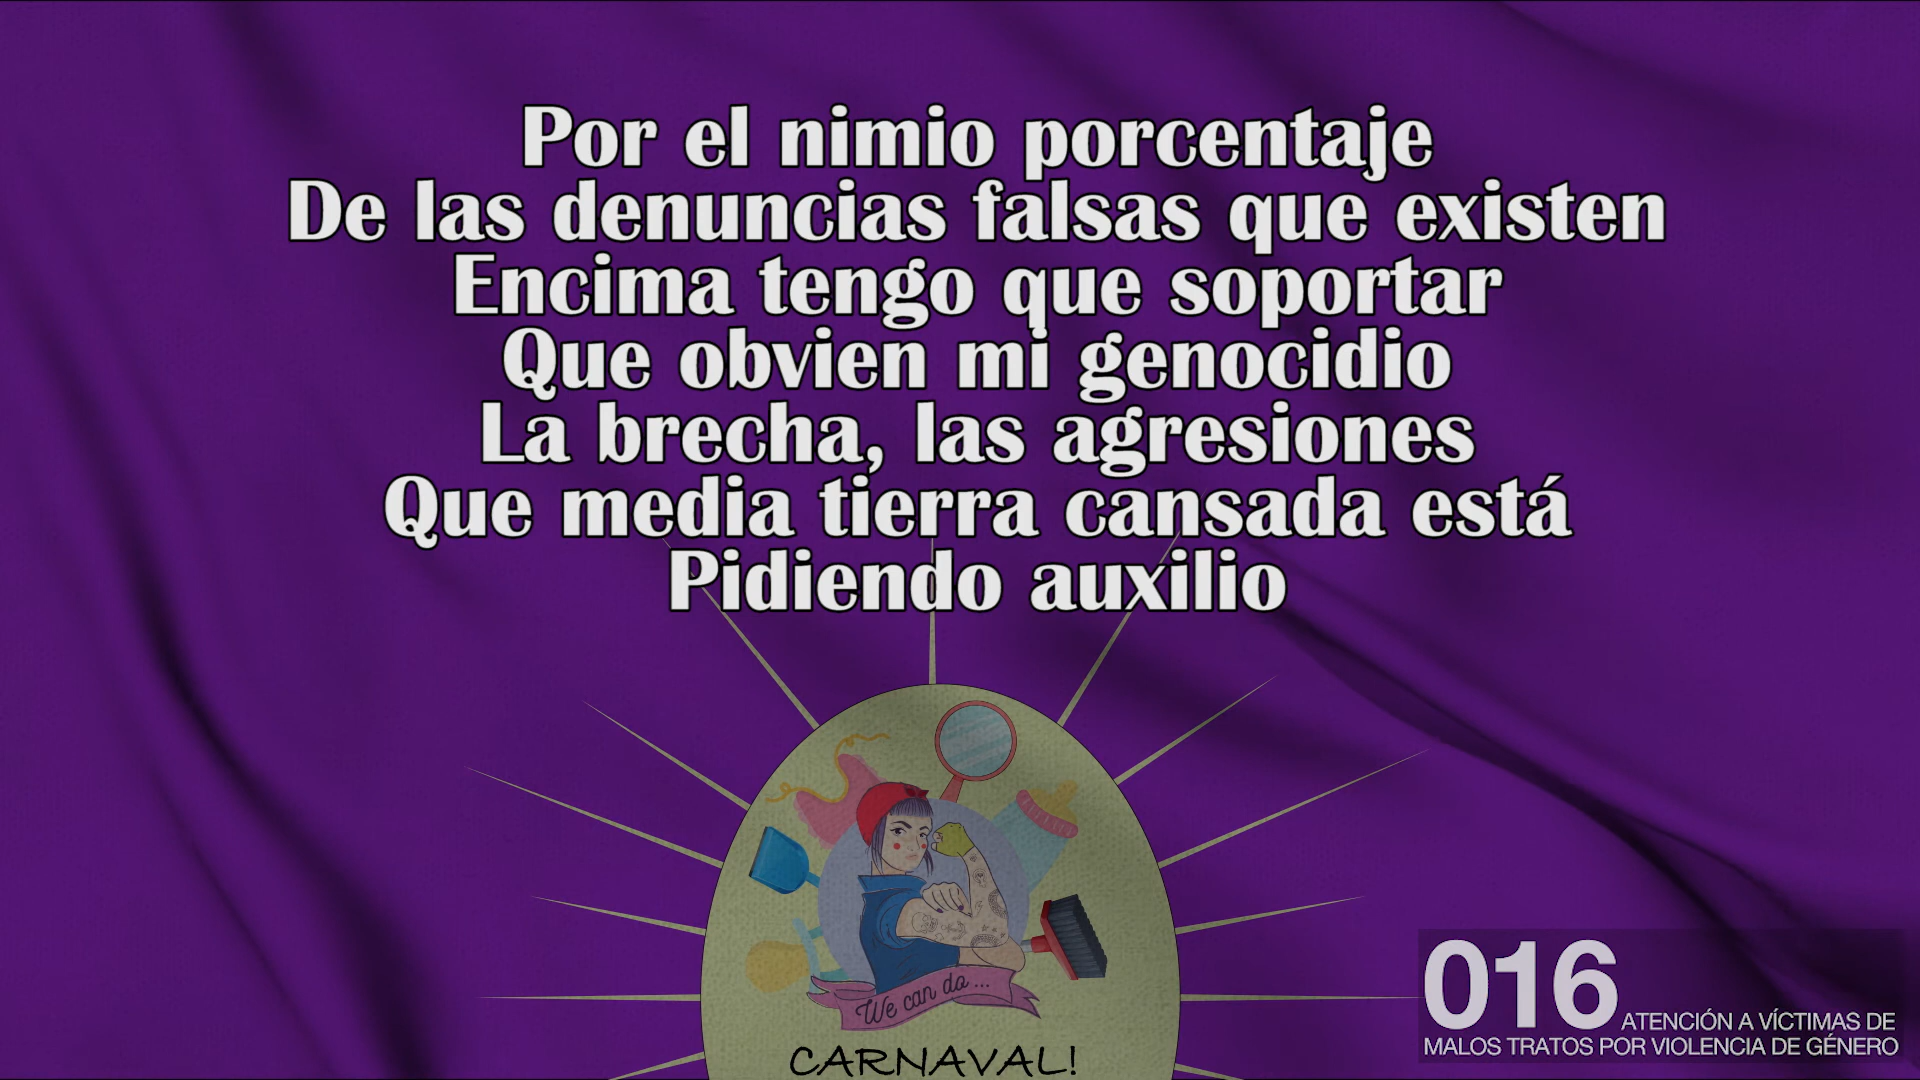 Por el nimio porcentaje
De las denuncias falsas que existen
Encima tengo que soportar
Que obvien mi genocidio
La brecha, las agresiones
Que media tierra cansada está
Pidiendo auxilio
We can do ...
CARNAVAL!
016 ATENCIÓN A VÍCTIMAS DE
MALOS TRATOS POR VIOLENCIA DE GÉNERO